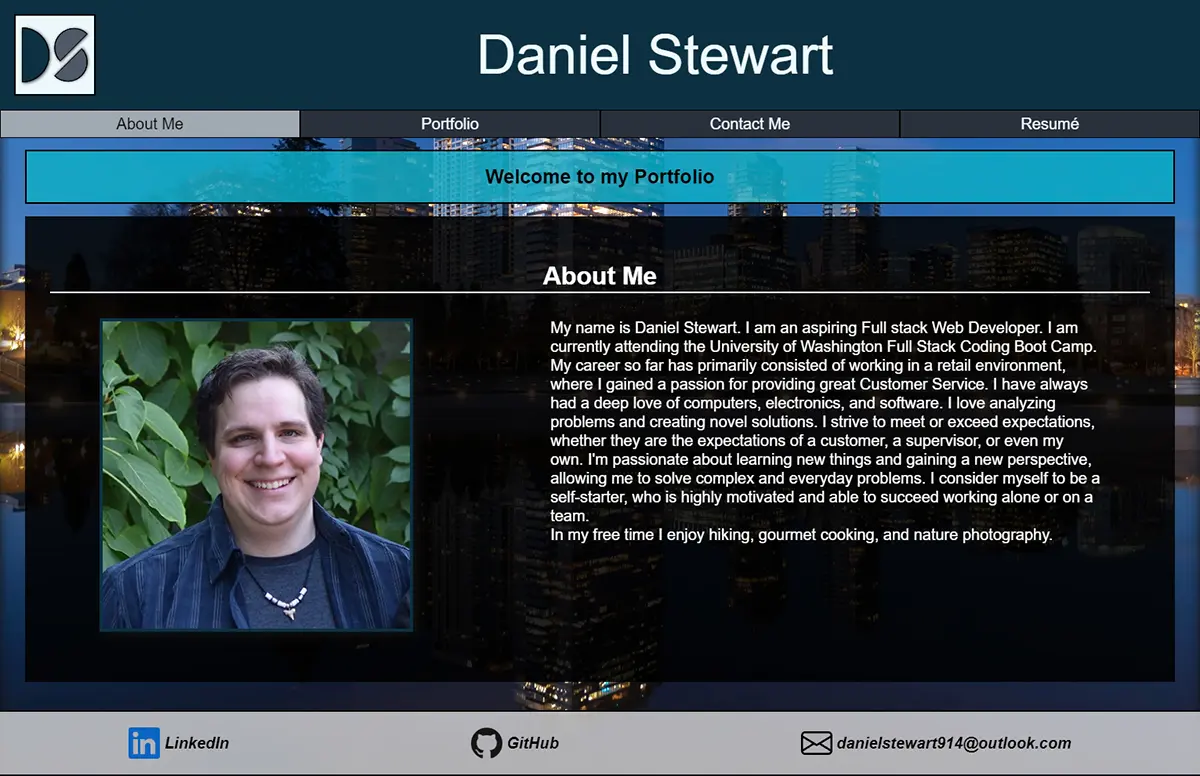 DS
Daniel Stewart
About Me
Portfolio
Contact Me
Resumé
Welcome to my Portfolio
About Me
My name is Daniel Stewart. I am an aspiring Full stack Web Developer. I am
currently attending the University of Washington Full Stack Coding Boot Camp.
My career so far has primarily consisted of working in a retail environment,
where I gained a passion for providing great Customer Service. I have always
had a deep love of computers, electronics, and software. I love analyzing
problems and creating novel solutions. I strive to meet or exceed expectations,
whether they are the expectations of a customer, a supervisor, or even my
own. I'm passionate about learning new things and gaining a new perspective,
allowing me to solve complex and everyday problems. I consider myself to be a
self-starter, who is highly motivated and able to succeed working alone or on a
team.
In my free time I enjoy hiking, gourmet cooking, and nature photography.
in LinkedIn
GitHub
danielstewart914@outlook.com